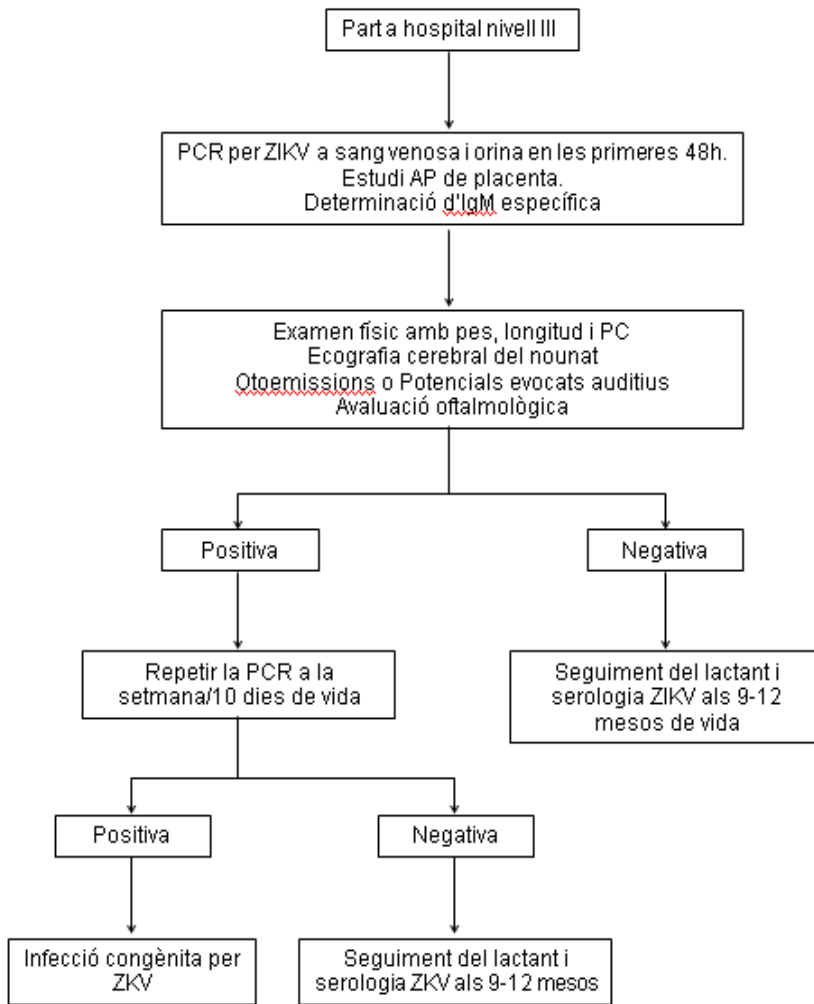 Part a hospital nivell III
PCR per ZIKV a sang venosa i orina en les primeres 48h.
Estudi AP de placenta.
Determinació d'IgM específica
Examen físic amb pes, longitud i PC
Ecografia cerebral del nounat
Otoemissions o Potencials evocats auditius
Avaluació oftalmològica
Positiva
Negativa
Repetir la PCR a la
setmana/10 dies de vida
Seguiment del lactant i
serologia ZIKV als 9-12
mesos de vida
Positiva
Negativa
Infecció congènita per
ZKV
Seguiment del lactant i
serologia ZKV als 9-12 mesos